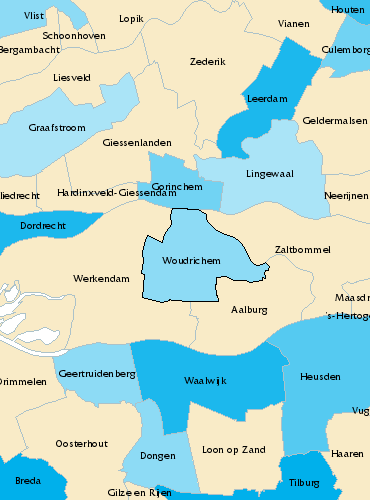 Houten
Vlist
Lopik
Vianen
Schoonhoven
Bergambacht
Culemborg
Zederik
Liesveld
Leerdam
Geldermalsen
Graafstroom
Giessenlanden
Lingewaal
Gorinchem
Hardinxveld-Giessendam
liedrecht
Neerijnen
Dordrecht
Zaltbommel
Woudrichem
Werkendam
Maasdr
Aalburg
's-Hertoge
Geertruidenberg
Heusden
Waalwijk
Drimmelen
Vug
Oosterhout
Loon op Zand
Haaren
Dongen
Breda
Tilburg
Gilze en Rijen